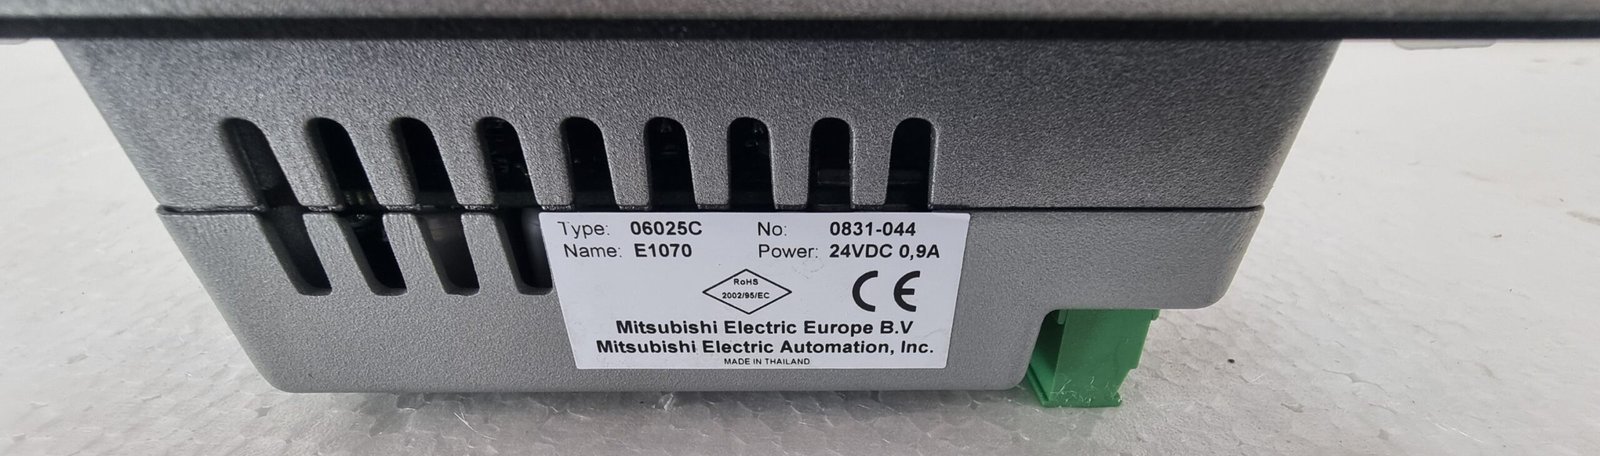 Type: 06025C No: 0831-044
Name: E1070 Power: 24VDC 0,9A
RoHS
2002/95/EC
CE
Mitsubishi Electric Europe B.V
Mitsubishi Electric Automation, Inc.
MADE IN THAILAND